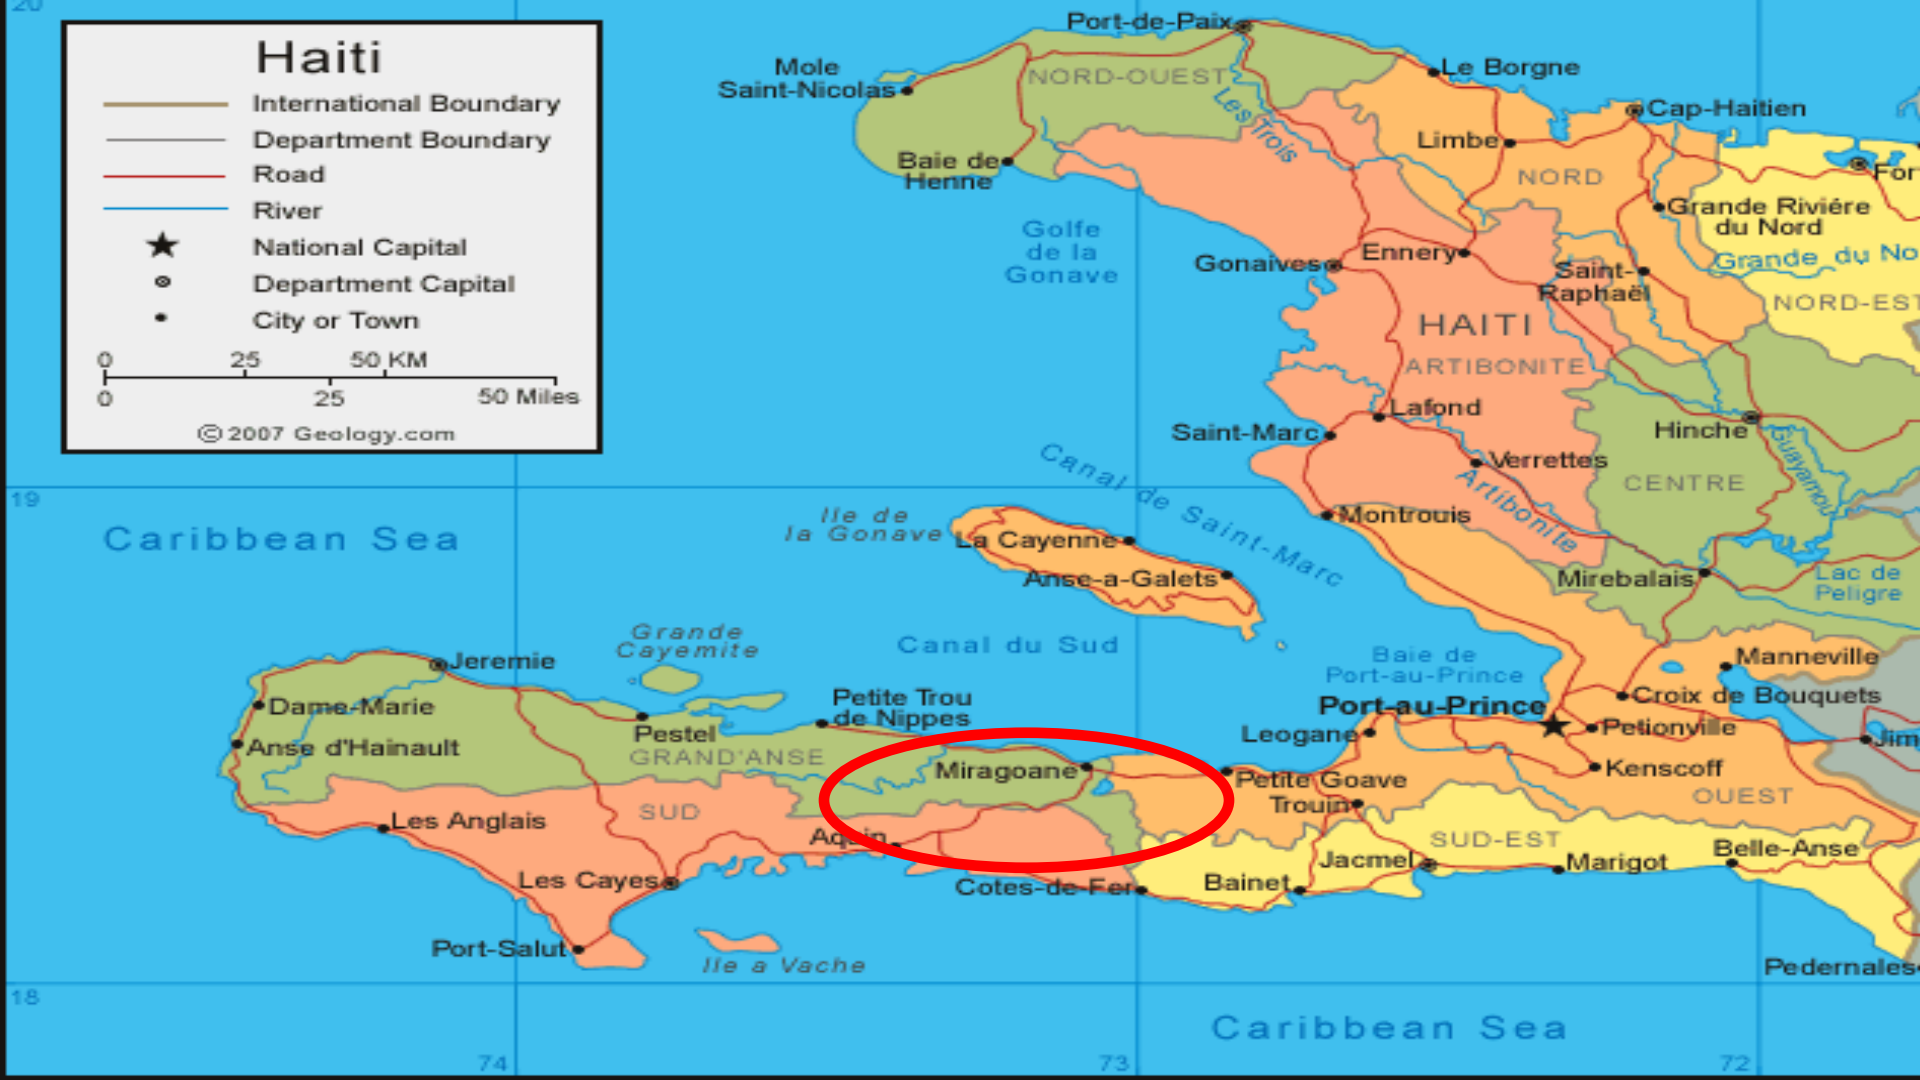 20
Haiti
International Boundary
Department Boundary
Road
River
National Capital
Department Capital
City or Town
0 25 50 KM
0 25 50 Miles
© 2007 Geology.com
Port-de-Paix
Mole
Saint-Nicolas
NORD-OUEST
Le Borgne
Les Trois
Cap-Haitien
Limbe
Baie de
Henne
NORD
For
Grande Riviére
du Nord
Golfe
de la
Gonave
Gonaives
Ennery
Grande du No
Saint-
Raphaël
NORD-EST
HAITI
ARTIBONITE
Lafond
Saint-Marc
Hinche
Guayamou
Verrettes
CENTRE
Artibonite
Canal de Saint-Marc
19
Montrouis
Caribbean Sea
Ile de
la Gonave
La Cayenne
Anse-a-Galets
Mirebalais
Lac de
Peligre
Grande
Cayemite
Canal du Sud
Baie de
Port-au-Prince
Manneville
Jeremie
Croix de Bouquets
Dame-Marie
Petite Trou
de Nippes
Port-au-Prince
Petionville
Leogane
Pestel
Jim
Anse d'Hainault
GRAND'ANSE
Miragoane
Petite Goave
Kenscoff
Trouin
OUEST
SUD
Les Anglais
Aquin
SUD-EST
Belle-Anse
Jacmel
Marigot
Les Cayes
Cotes-de-Fer
Bainet
Port-Salut
Ile a Vache
Pedernales
18
Caribbean Sea
74
73
72